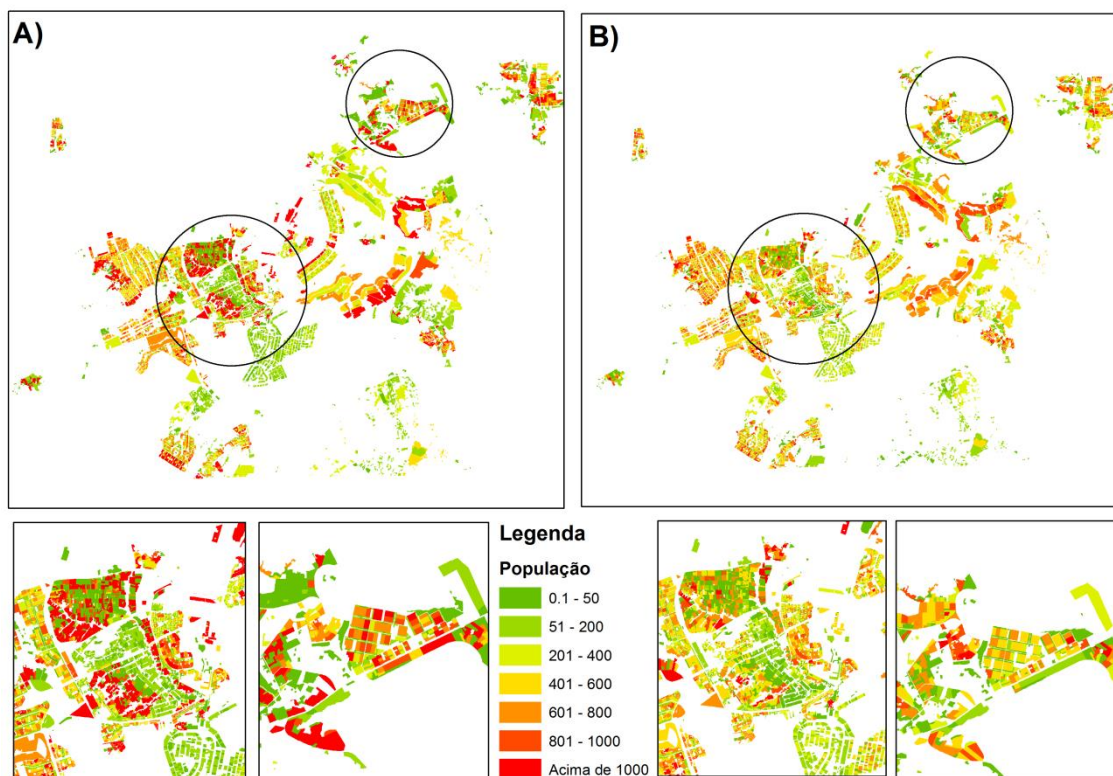 A)
B)
Legenda
População
0.1 - 50
51 - 200
201 - 400
401 - 600
601 - 800
801 - 1000
Acima de 1000